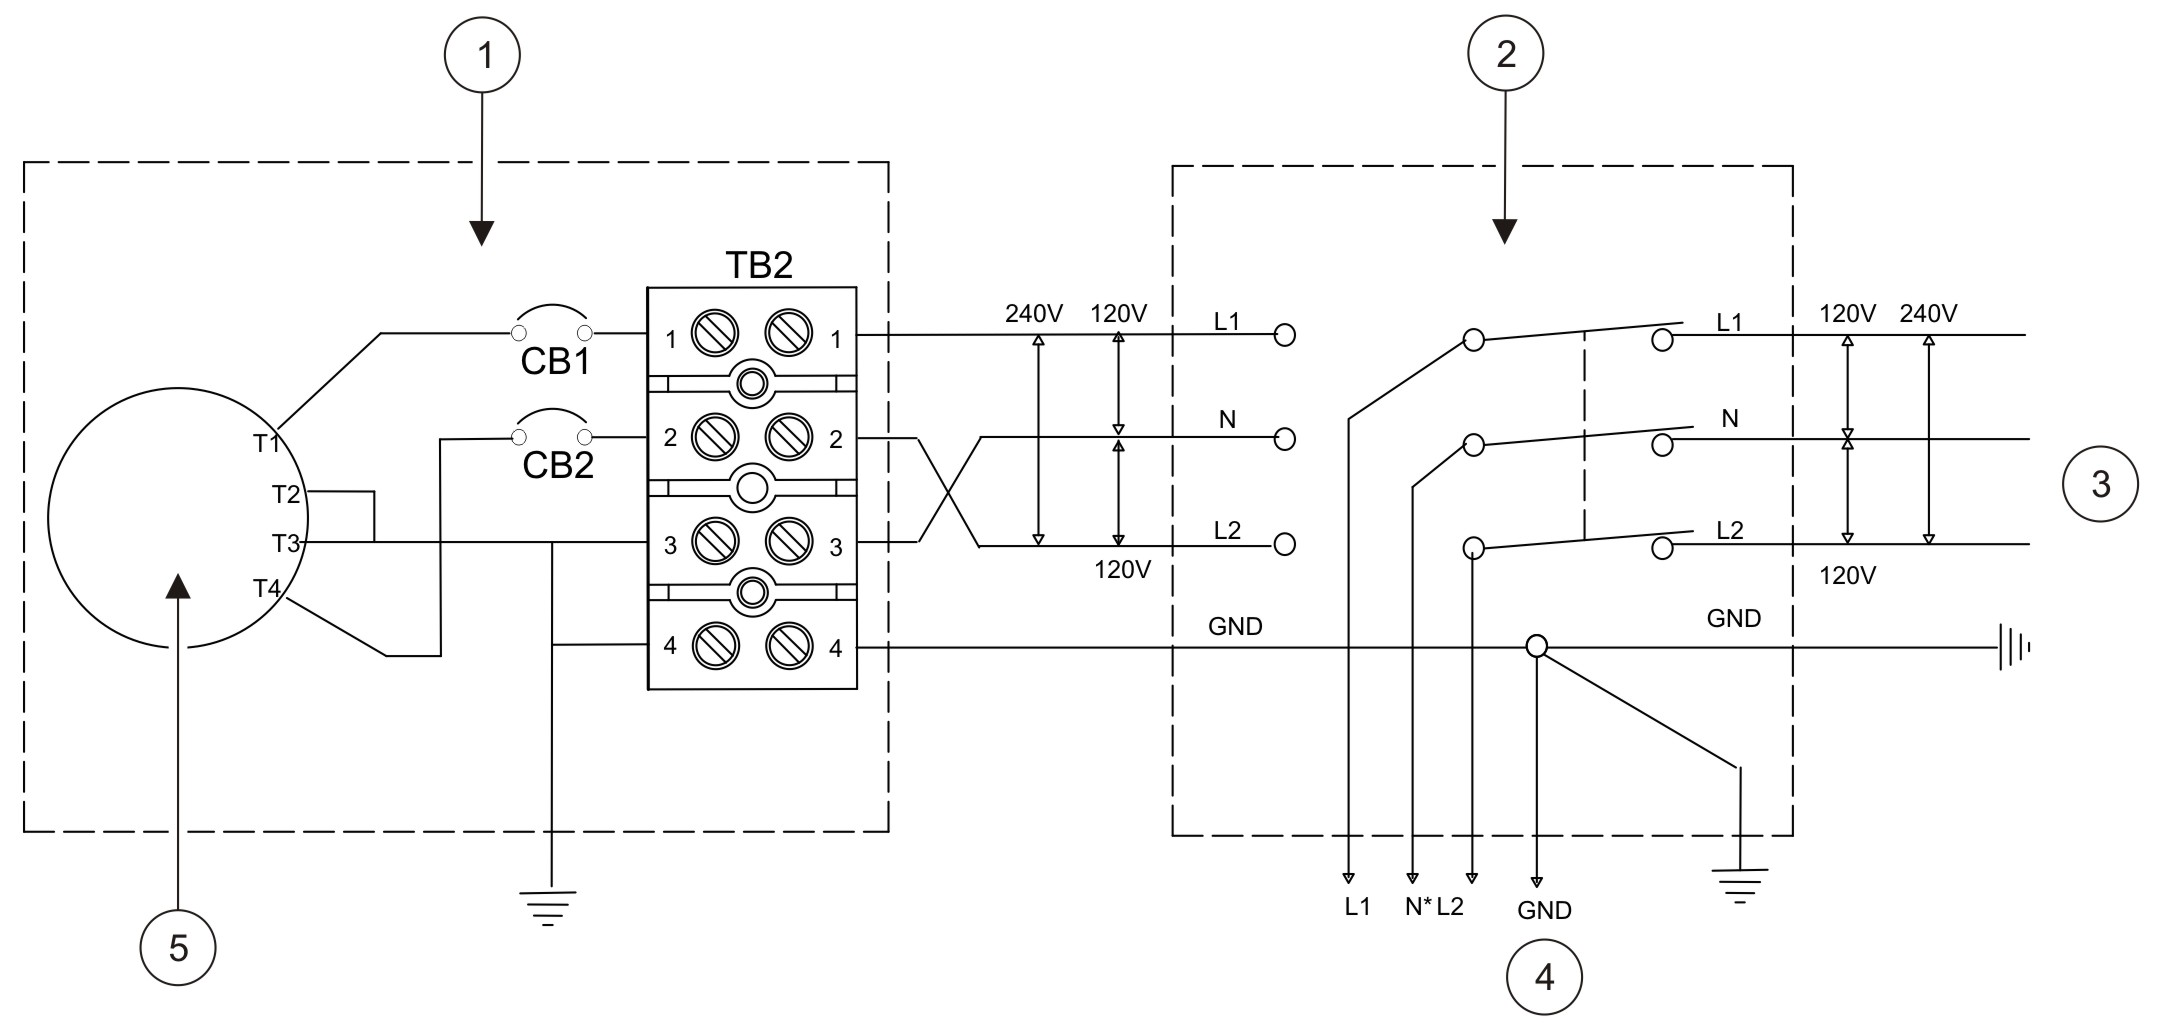 1
2
TB2
240V 120V L1
L1 120V 240V
1 1
CB1
N
N
T1
2 2
CB2
T2
3
L2
L2
T3
3 3
120V
120V
T4
GND
GND
4 4
L1 N* L2 GND
5
4